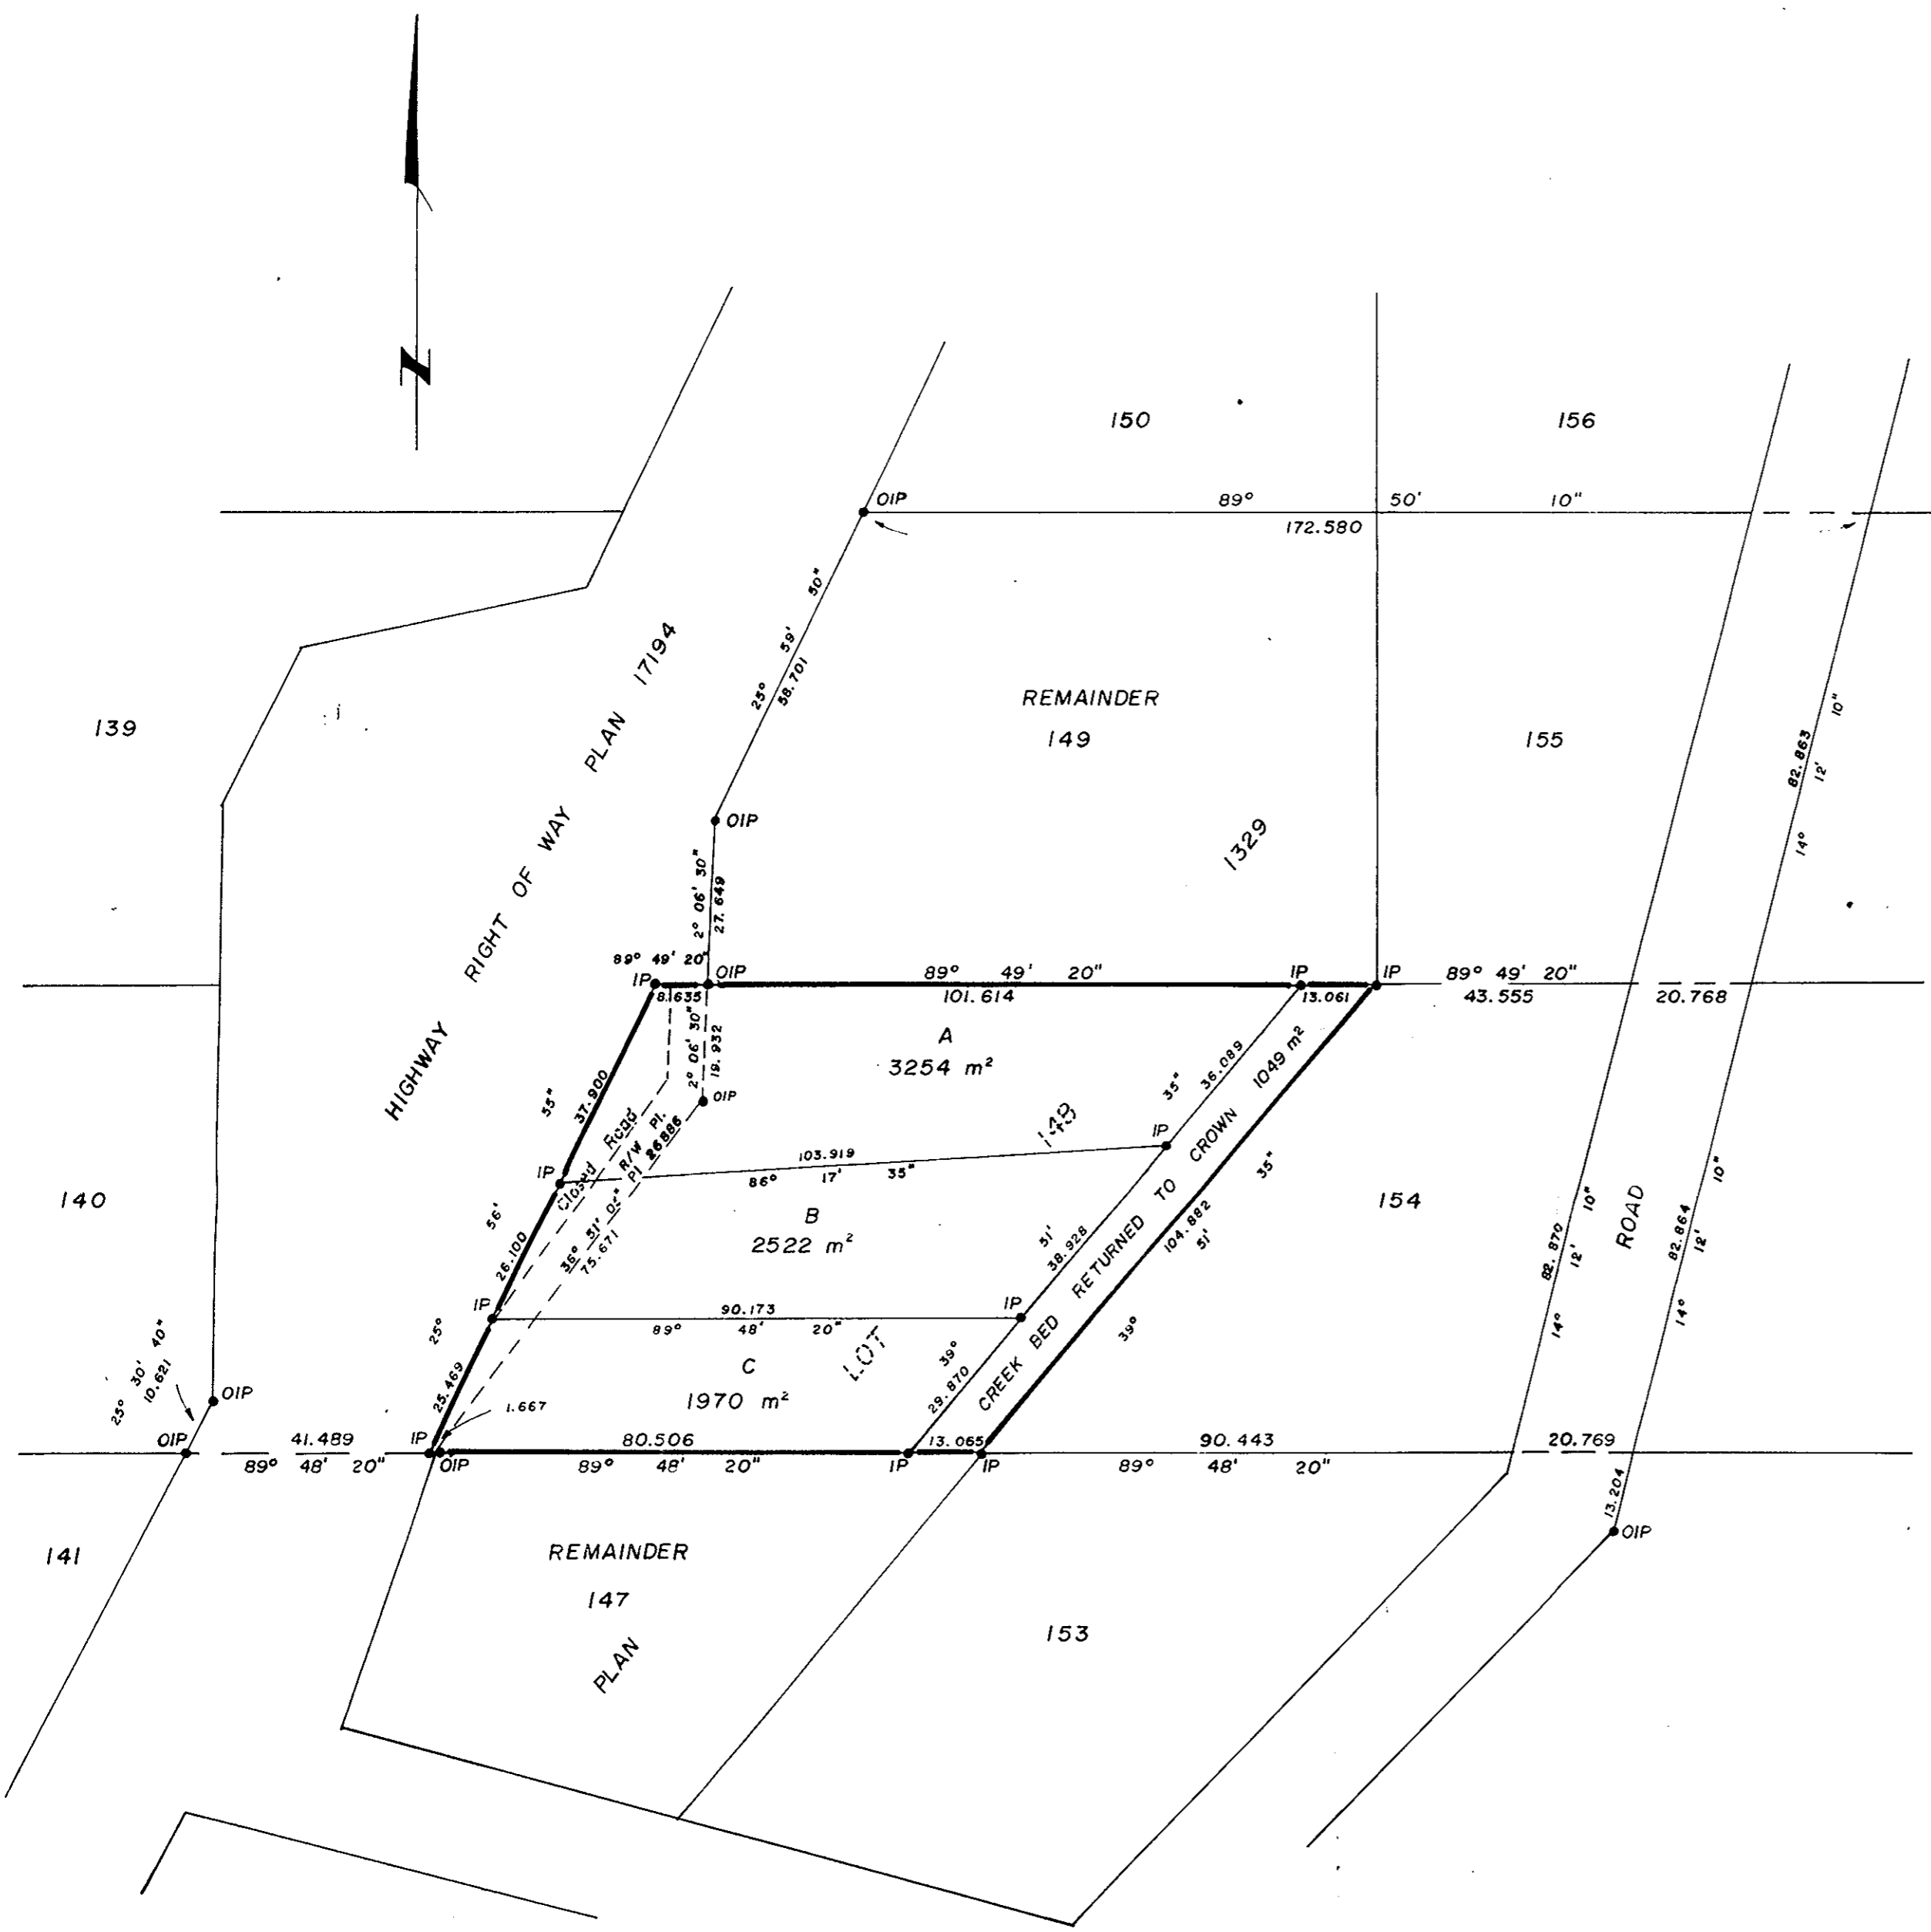 N
150
156
OIP
89° 50' 10"
172.580
25° 59' 50"
58.701
HIGHWAY RIGHT OF WAY PLAN 17194
REMAINDER
149
139
155
82.863
14° 12' 10"
OIP
1329
2° 06' 30"
27.649
89° 49' 20"
IP
8.635
OIP
89° 49' 20"
101.614
IP
13.061
IP
89° 49' 20"
43.555
20.768
A
3254 m²
2° 06' 30"
19.932
OIP
37.900
36.089
Closed Road
R/W Pl.
Pl 26886
36° 51' 05"
75.671
148
IP
IP
103.919
86° 17' 35"
140
154
ROAD
B
2522 m²
26.100
38.928
CREEK BED RETURNED TO CROWN 1049 m²
104.882
39° 51' 35"
82.870
14° 12' 10"
82.864
14° 12' 10"
IP
90.173
89° 48' 20"
IP
25° 56' 55"
39° 51' 35"
LOT
C
1970 m²
25.469
29.870
1.667
25° 30' 40"
10.621
OIP
OIP
41.489
89° 48' 20"
IP
OIP
80.506
89° 48' 20"
IP
13.065
IP
90.443
89° 48' 20"
20.769
13.204
OIP
141
REMAINDER
147
PLAN
153